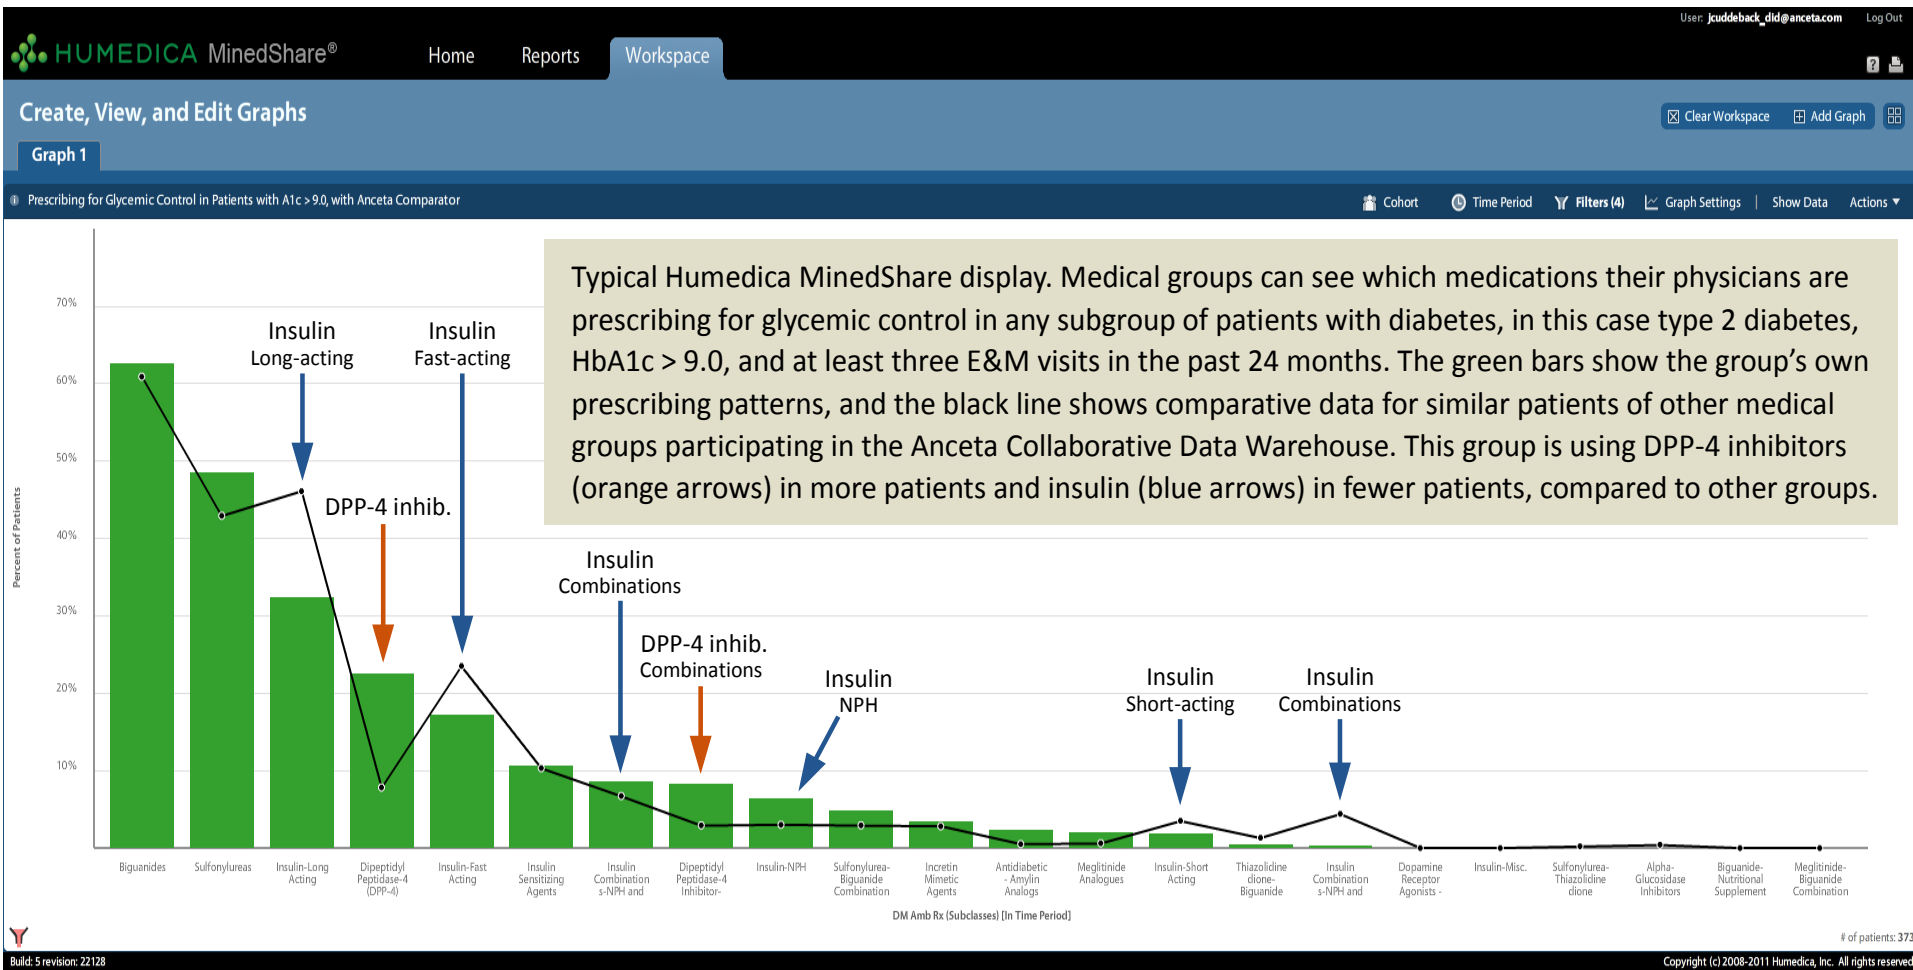 User: jcuddeback_did@anceta.com Log Out
HUMEDICA MinedShare®
Home Reports Workspace
?
Create, View, and Edit Graphs
Clear Workspace Add Graph
Graph 1
Prescribing for Glycemic Control in Patients with A1c > 9.0, with Anceta Comparator
Cohort Time Period Filters (4) Graph Settings | Show Data Actions
Typical Humedica MinedShare display. Medical groups can see which medications their physicians are
prescribing for glycemic control in any subgroup of patients with diabetes, in this case type 2 diabetes,
HbA1c > 9.0, and at least three E&M visits in the past 24 months. The green bars show the group's own
prescribing patterns, and the black line shows comparative data for similar patients of other medical
groups participating in the Anceta Collaborative Data Warehouse. This group is using DPP-4 inhibitors
(orange arrows) in more patients and insulin (blue arrows) in fewer patients, compared to other groups.
Percent of Patients
70%
60%
50%
40%
30%
20%
10%
Insulin
Long-acting
Insulin
Fast-acting
DPP-4 inhib.
Insulin
Combinations
DPP-4 inhib.
Combinations
Insulin
NPH
Insulin
Short-acting
Insulin
Combinations
Biguanides
Sulfonylureas
Insulin-Long
Acting
Dipeptidyl
Peptidase-4
(DPP-4)
Insulin-Fast
Acting
Insulin
Sensitizing
Agents
Insulin
Combination
s-NPH and
Dipeptidyl
Peptidase-4
Inhibitor-
Insulin-NPH
Sulfonylurea-
Biguanide
Combination
Incretin
Mimetic
Agents
Antidiabetic
- Amylin
Analogs
Meglitinide
Analogues
Insulin-Short
Acting
Thiazolidine
dione-
Biguanide
Insulin
Combination
s-NPH and
Dopamine
Receptor
Agonists -
Insulin-Misc.
Sulfonylurea-
Thiazolidine
dione
Alpha-
Glucosidase
Inhibitors
Biguanide-
Nutritional
Supplement
Meglitinide-
Biguanide
Combination
DM Amb Rx (Subclasses) [In Time Period]
# of patients: 373
Build: 5 revision: 22128
Copyright (c) 2008-2011 Humedica, Inc. All rights reserved